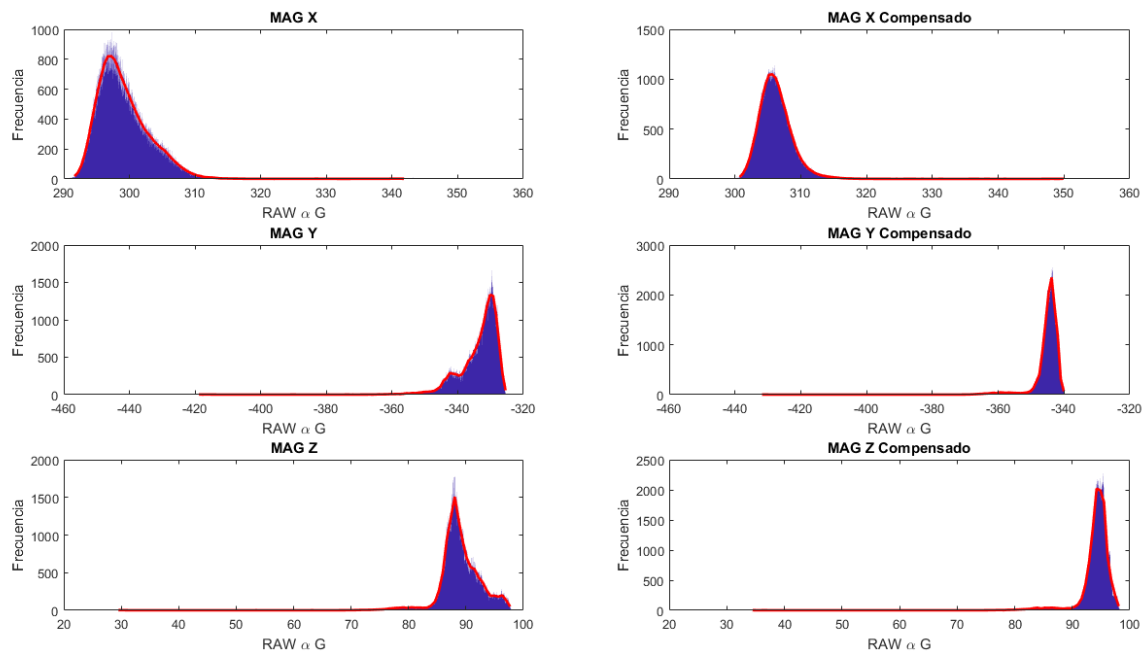 MAG X
1000
800
600
400
200
0
Frecuencia
290 300 310 320 330 340 350 360
RAW α G
MAG X Compensado
1500
1000
500
0
Frecuencia
290 300 310 320 330 340 350 360
RAW α G
MAG Y
2000
1500
1000
500
0
Frecuencia
-460 -440 -420 -400 -380 -360 -340 -320
RAW α G
MAG Y Compensado
3000
2000
1000
0
Frecuencia
-460 -440 -420 -400 -380 -360 -340 -320
RAW α G
MAG Z
2000
1500
1000
500
0
Frecuencia
20 30 40 50 60 70 80 90 100
RAW α G
MAG Z Compensado
2500
2000
1500
1000
500
0
Frecuencia
20 30 40 50 60 70 80 90 100
RAW α G